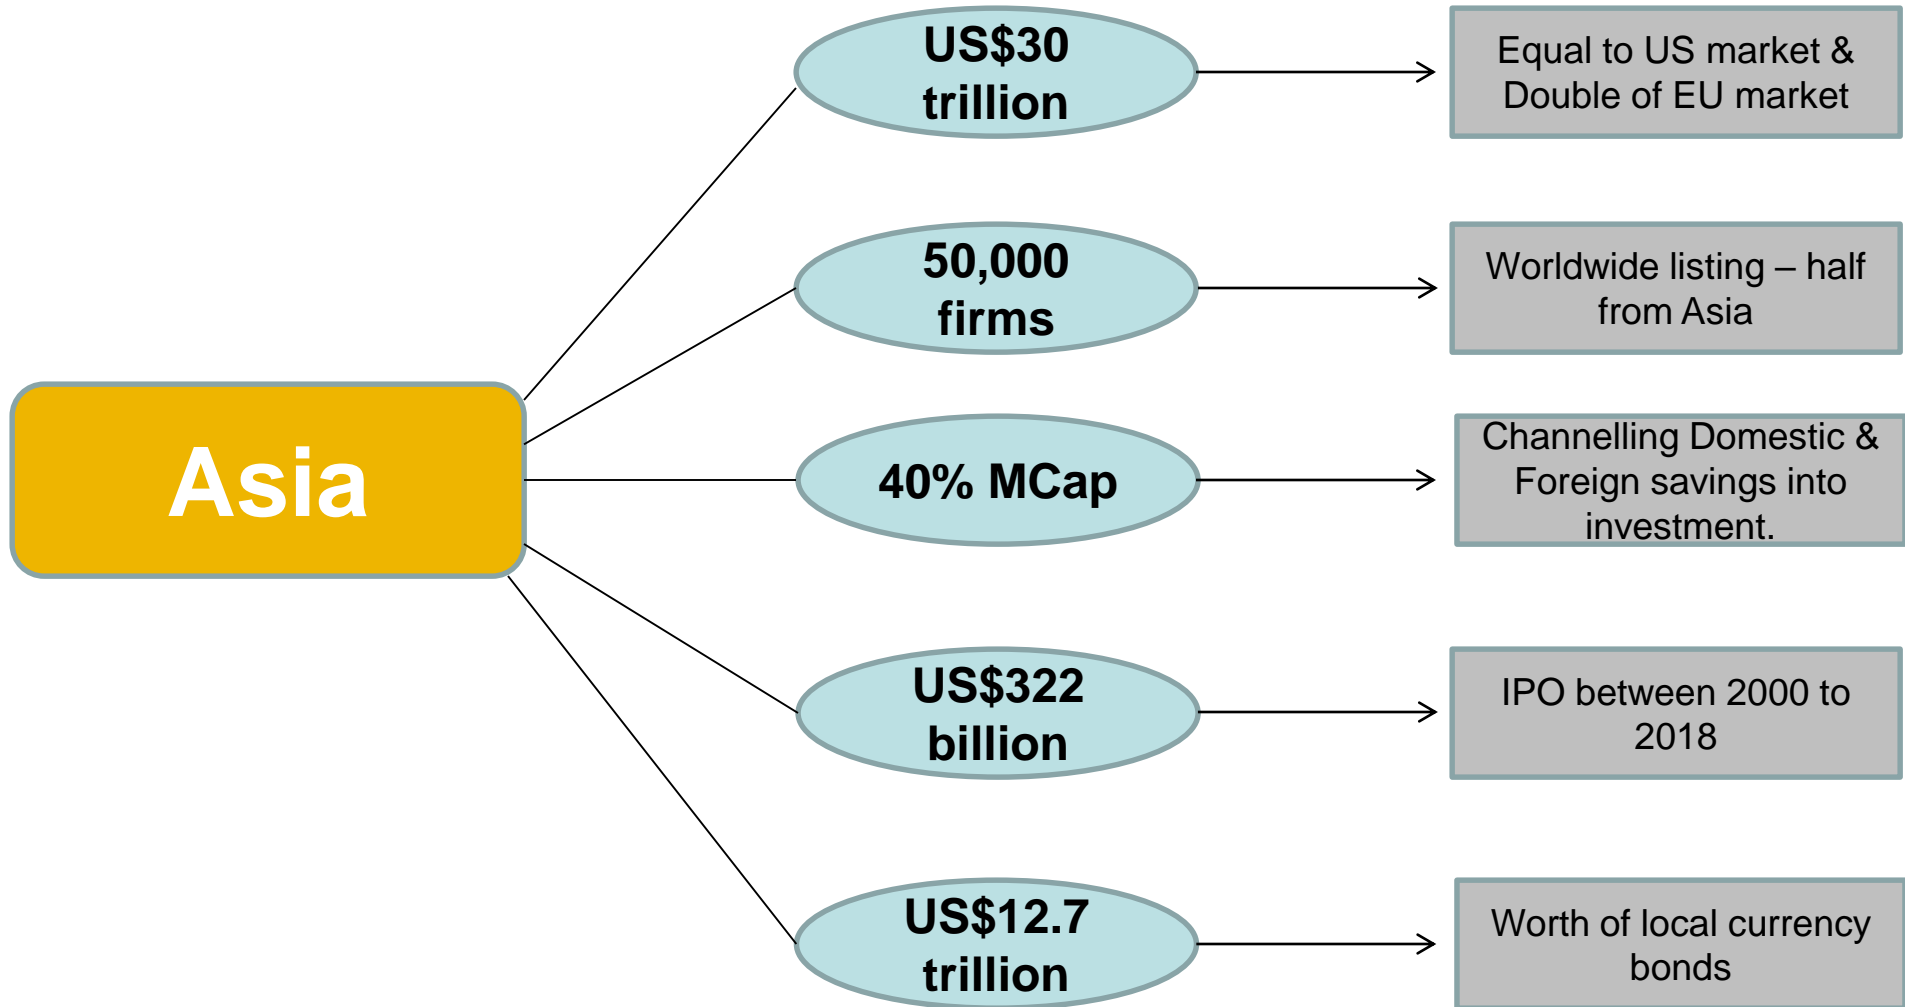 Asia
US$30
trillion
Equal to US market &
Double of EU market
50,000
firms
Worldwide listing – half
from Asia
40% MCap
Channelling Domestic &
Foreign savings into
investment.
US$322
billion
IPO between 2000 to
2018
US$12.7
trillion
Worth of local currency
bonds